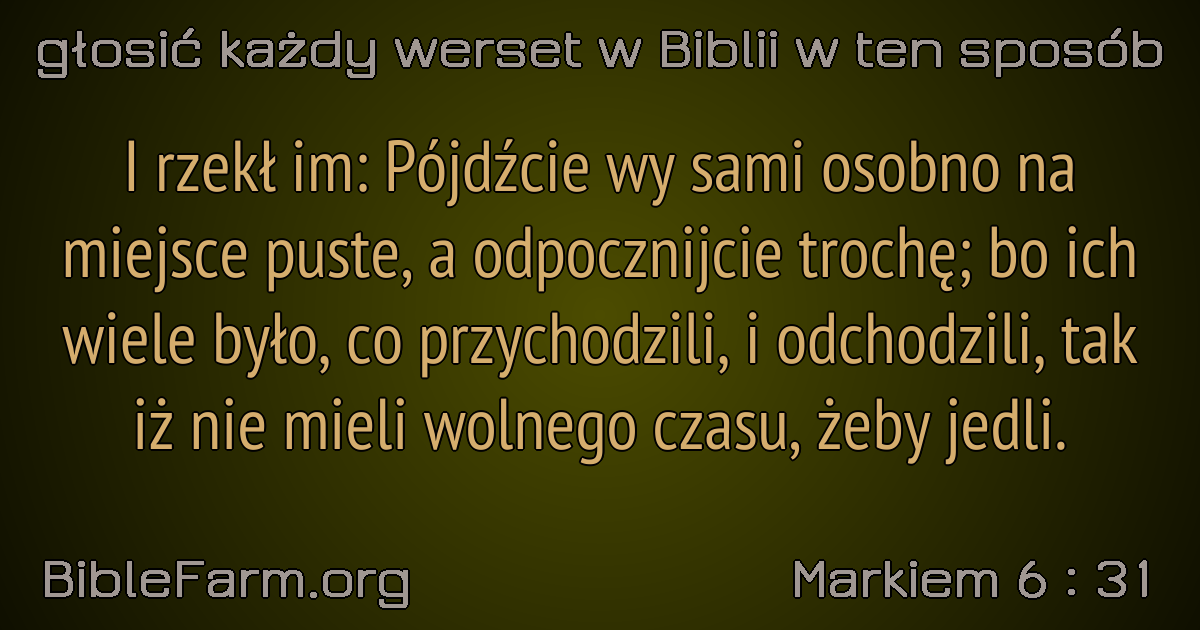 głosić każdy werset w Biblii w ten sposób
I rzekł im: Pójdźcie wy sami osobno na
miejsce puste, a odpocznijcie trochę; bo ich
wiele było, co przychodzili, i odchodzili, tak
iż nie mieli wolnego czasu, żeby jedli.
BibleFarm.org
Markiem 6 : 31